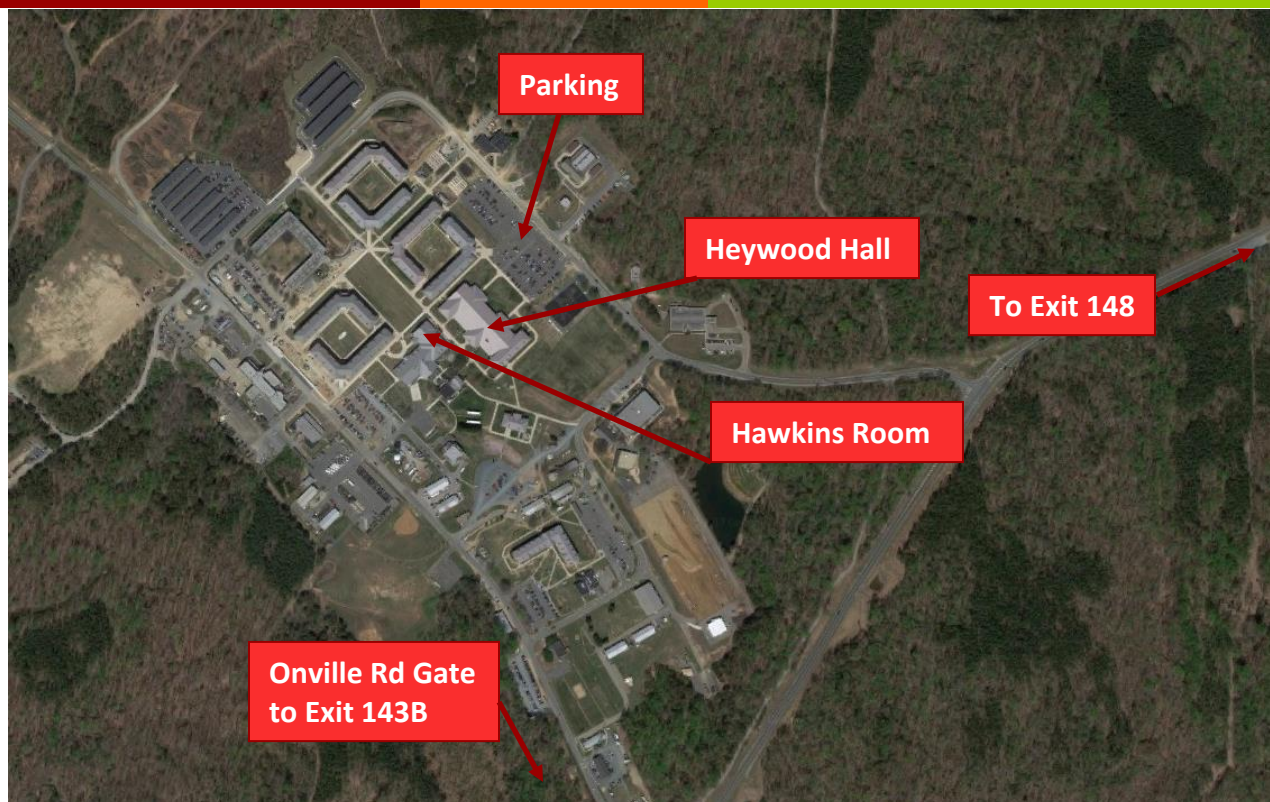 Parking
Heywood Hall
To Exit 148
Hawkins Room
Onville Rd Gate
to Exit 143B